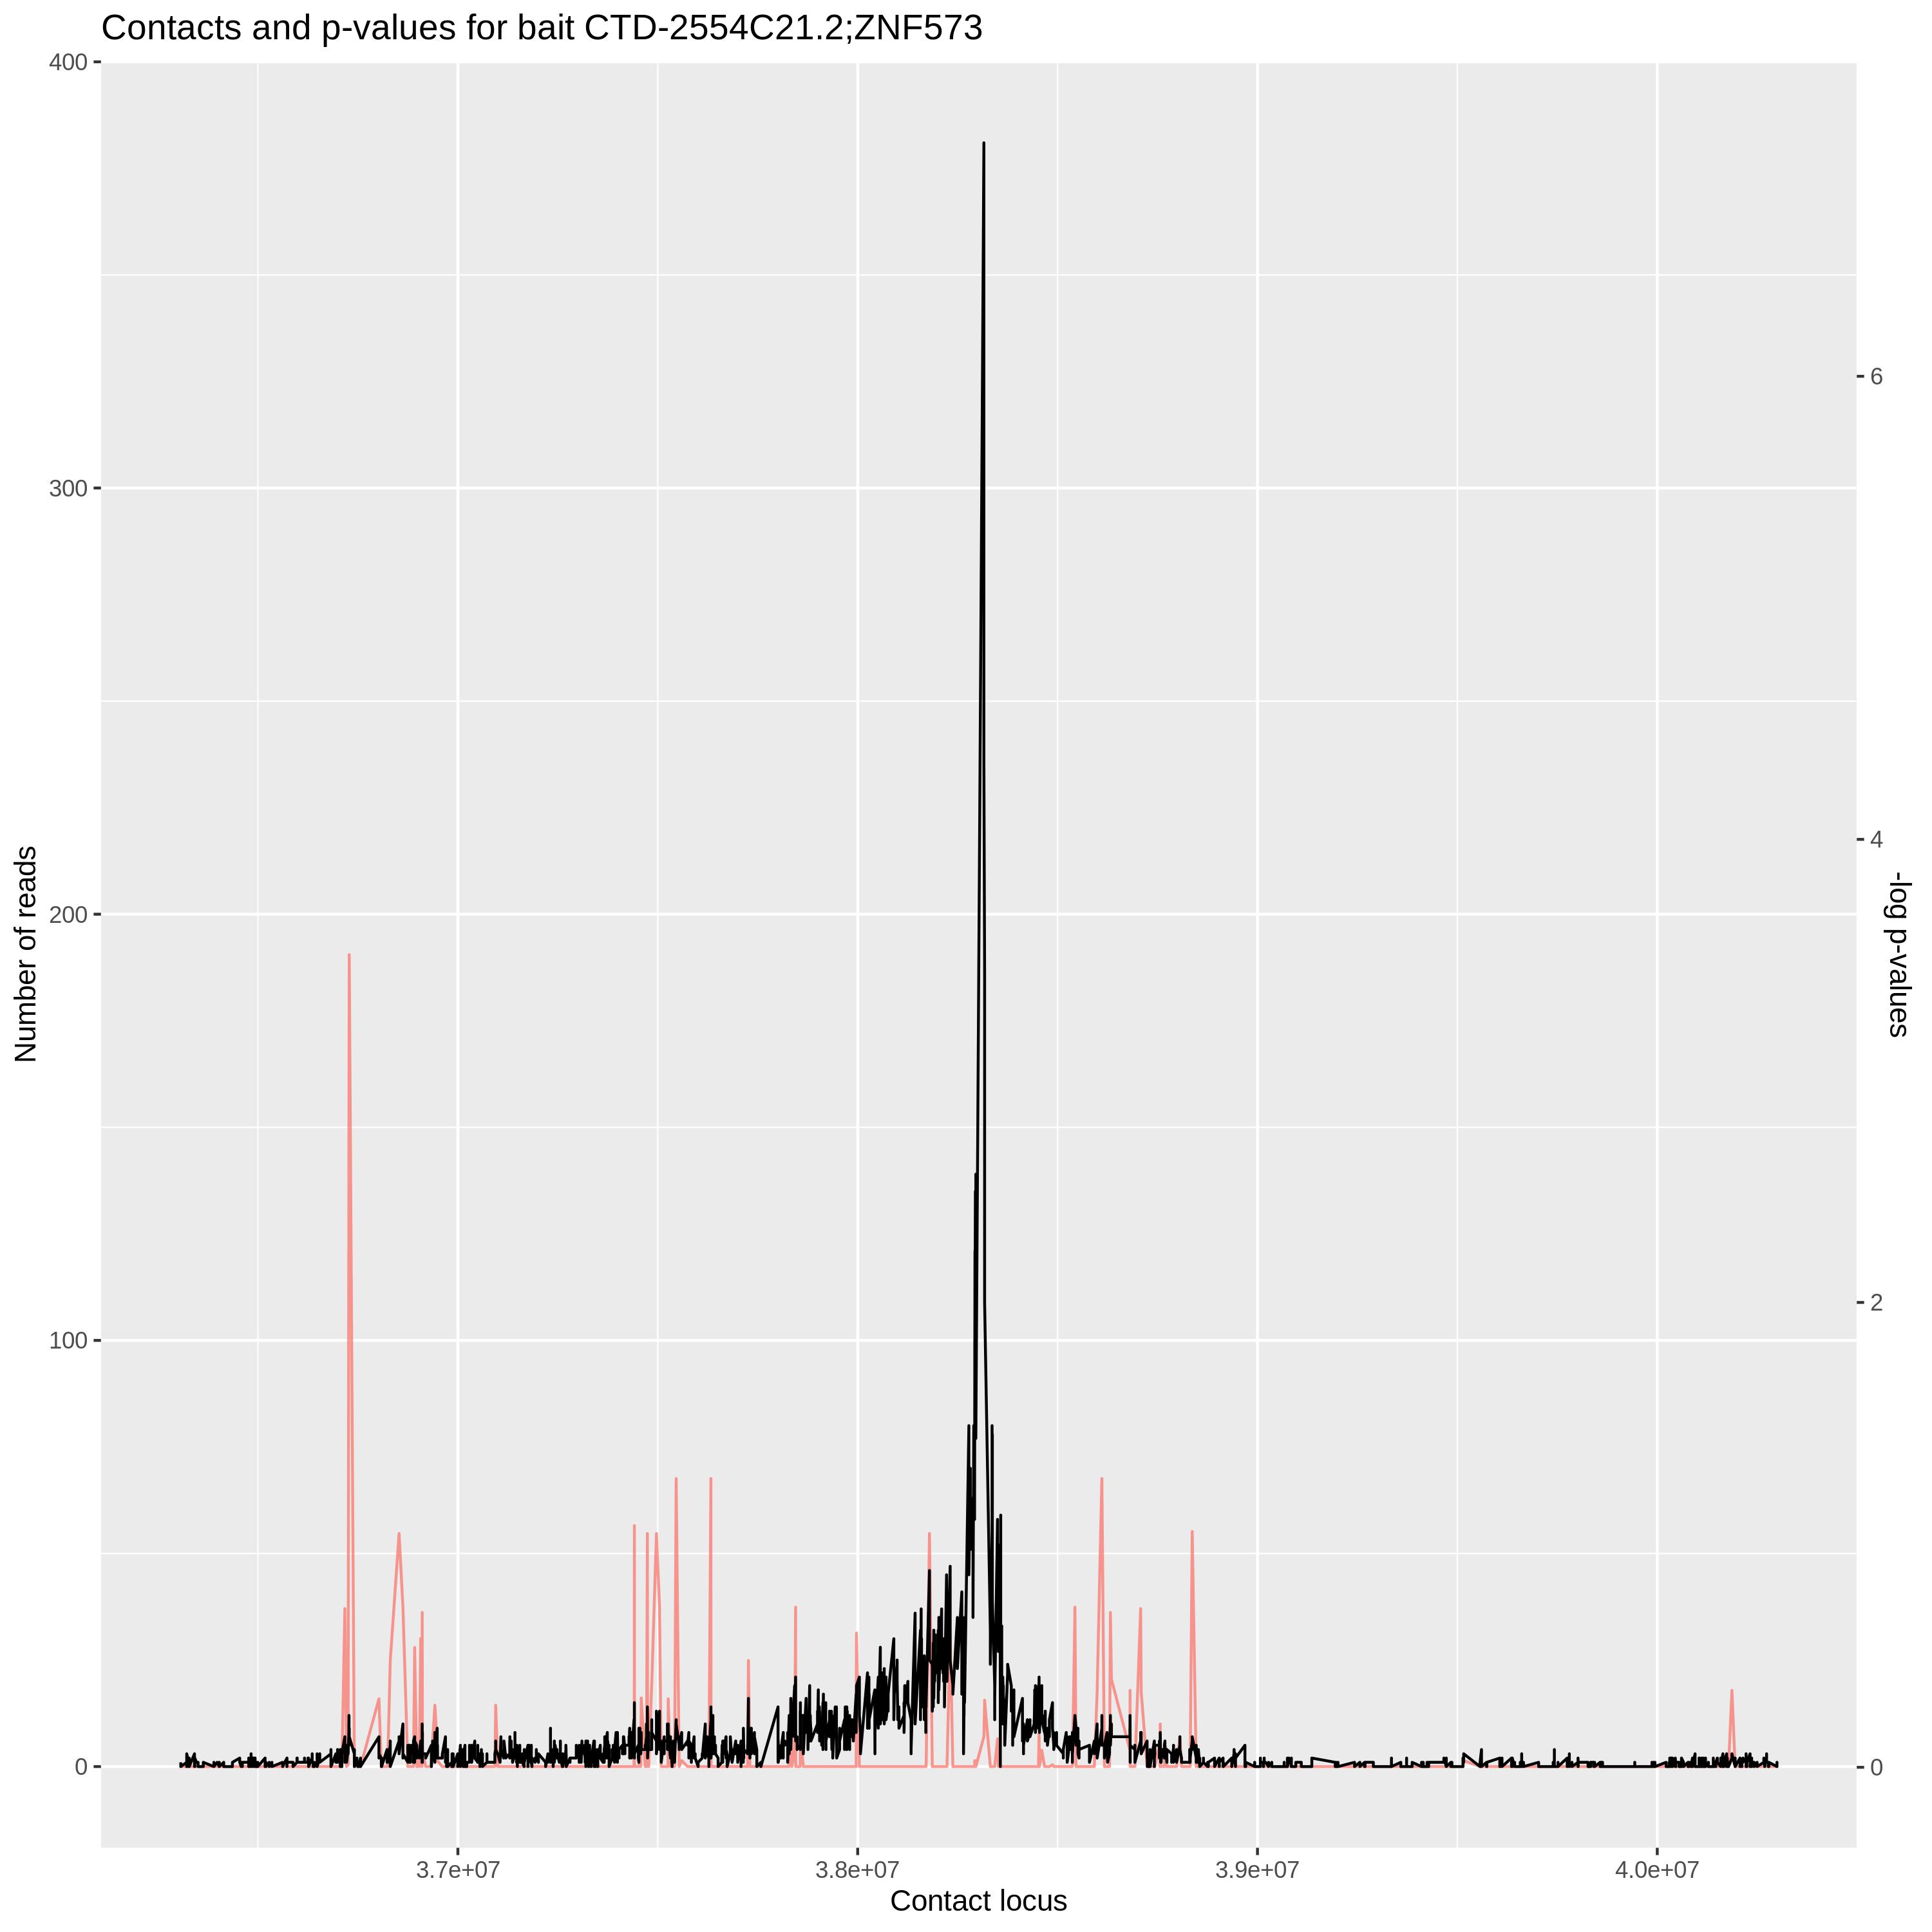 Contacts and p-values for bait CTD-2554C21.2;ZNF573
400
300
200
100
0
Number of reads
6
4
2
0
-log p-values
3.7e+07 3.8e+07 3.9e+07 4.0e+07
Contact locus